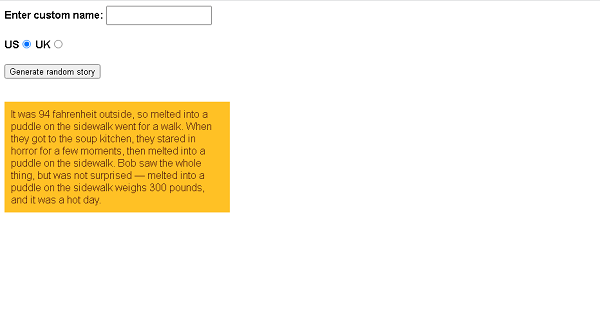 Enter custom name:
US UK
Generate random story
It was 94 fahrenheit outside, so melted into a
puddle on the sidewalk went for a walk. When
they got to the soup kitchen, they stared in
horror for a few moments, then melted into a
puddle on the sidewalk. Bob saw the whole
thing, but was not surprised — melted into a
puddle on the sidewalk weighs 300 pounds,
and it was a hot day.